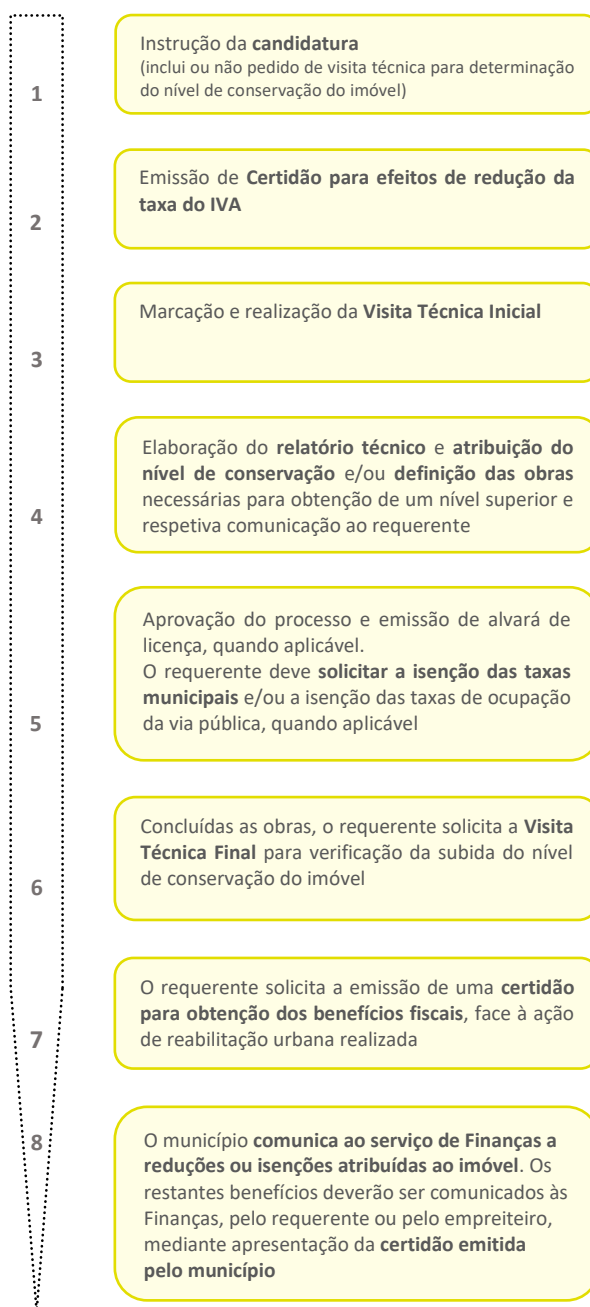 1
Instrução da candidatura
(inclui ou não pedido de visita técnica para determinação
do nível de conservação do imóvel)
2
Emissão de Certidão para efeitos de redução da
taxa do IVA
3
Marcação e realização da Visita Técnica Inicial
4
Elaboração do relatório técnico e atribuição do
nível de conservação e/ou definição das obras
necessárias para obtenção de um nível superior e
respetiva comunicação ao requerente
5
Aprovação do processo e emissão de alvará de
licença, quando aplicável.
O requerente deve solicitar a isenção das taxas
municipais e/ou a isenção das taxas de ocupação
da via pública, quando aplicável
6
Concluídas as obras, o requerente solicita a Visita
Técnica Final para verificação da subida do nível
de conservação do imóvel
7
O requerente solicita a emissão de uma certidão
para obtenção dos benefícios fiscais, face à ação
de reabilitação urbana realizada
8
O município comunica ao serviço de Finanças a
reduções ou isenções atribuídas ao imóvel. Os
restantes benefícios deverão ser comunicados às
Finanças, pelo requerente ou pelo empreiteiro,
mediante apresentação da certidão emitida
pelo município